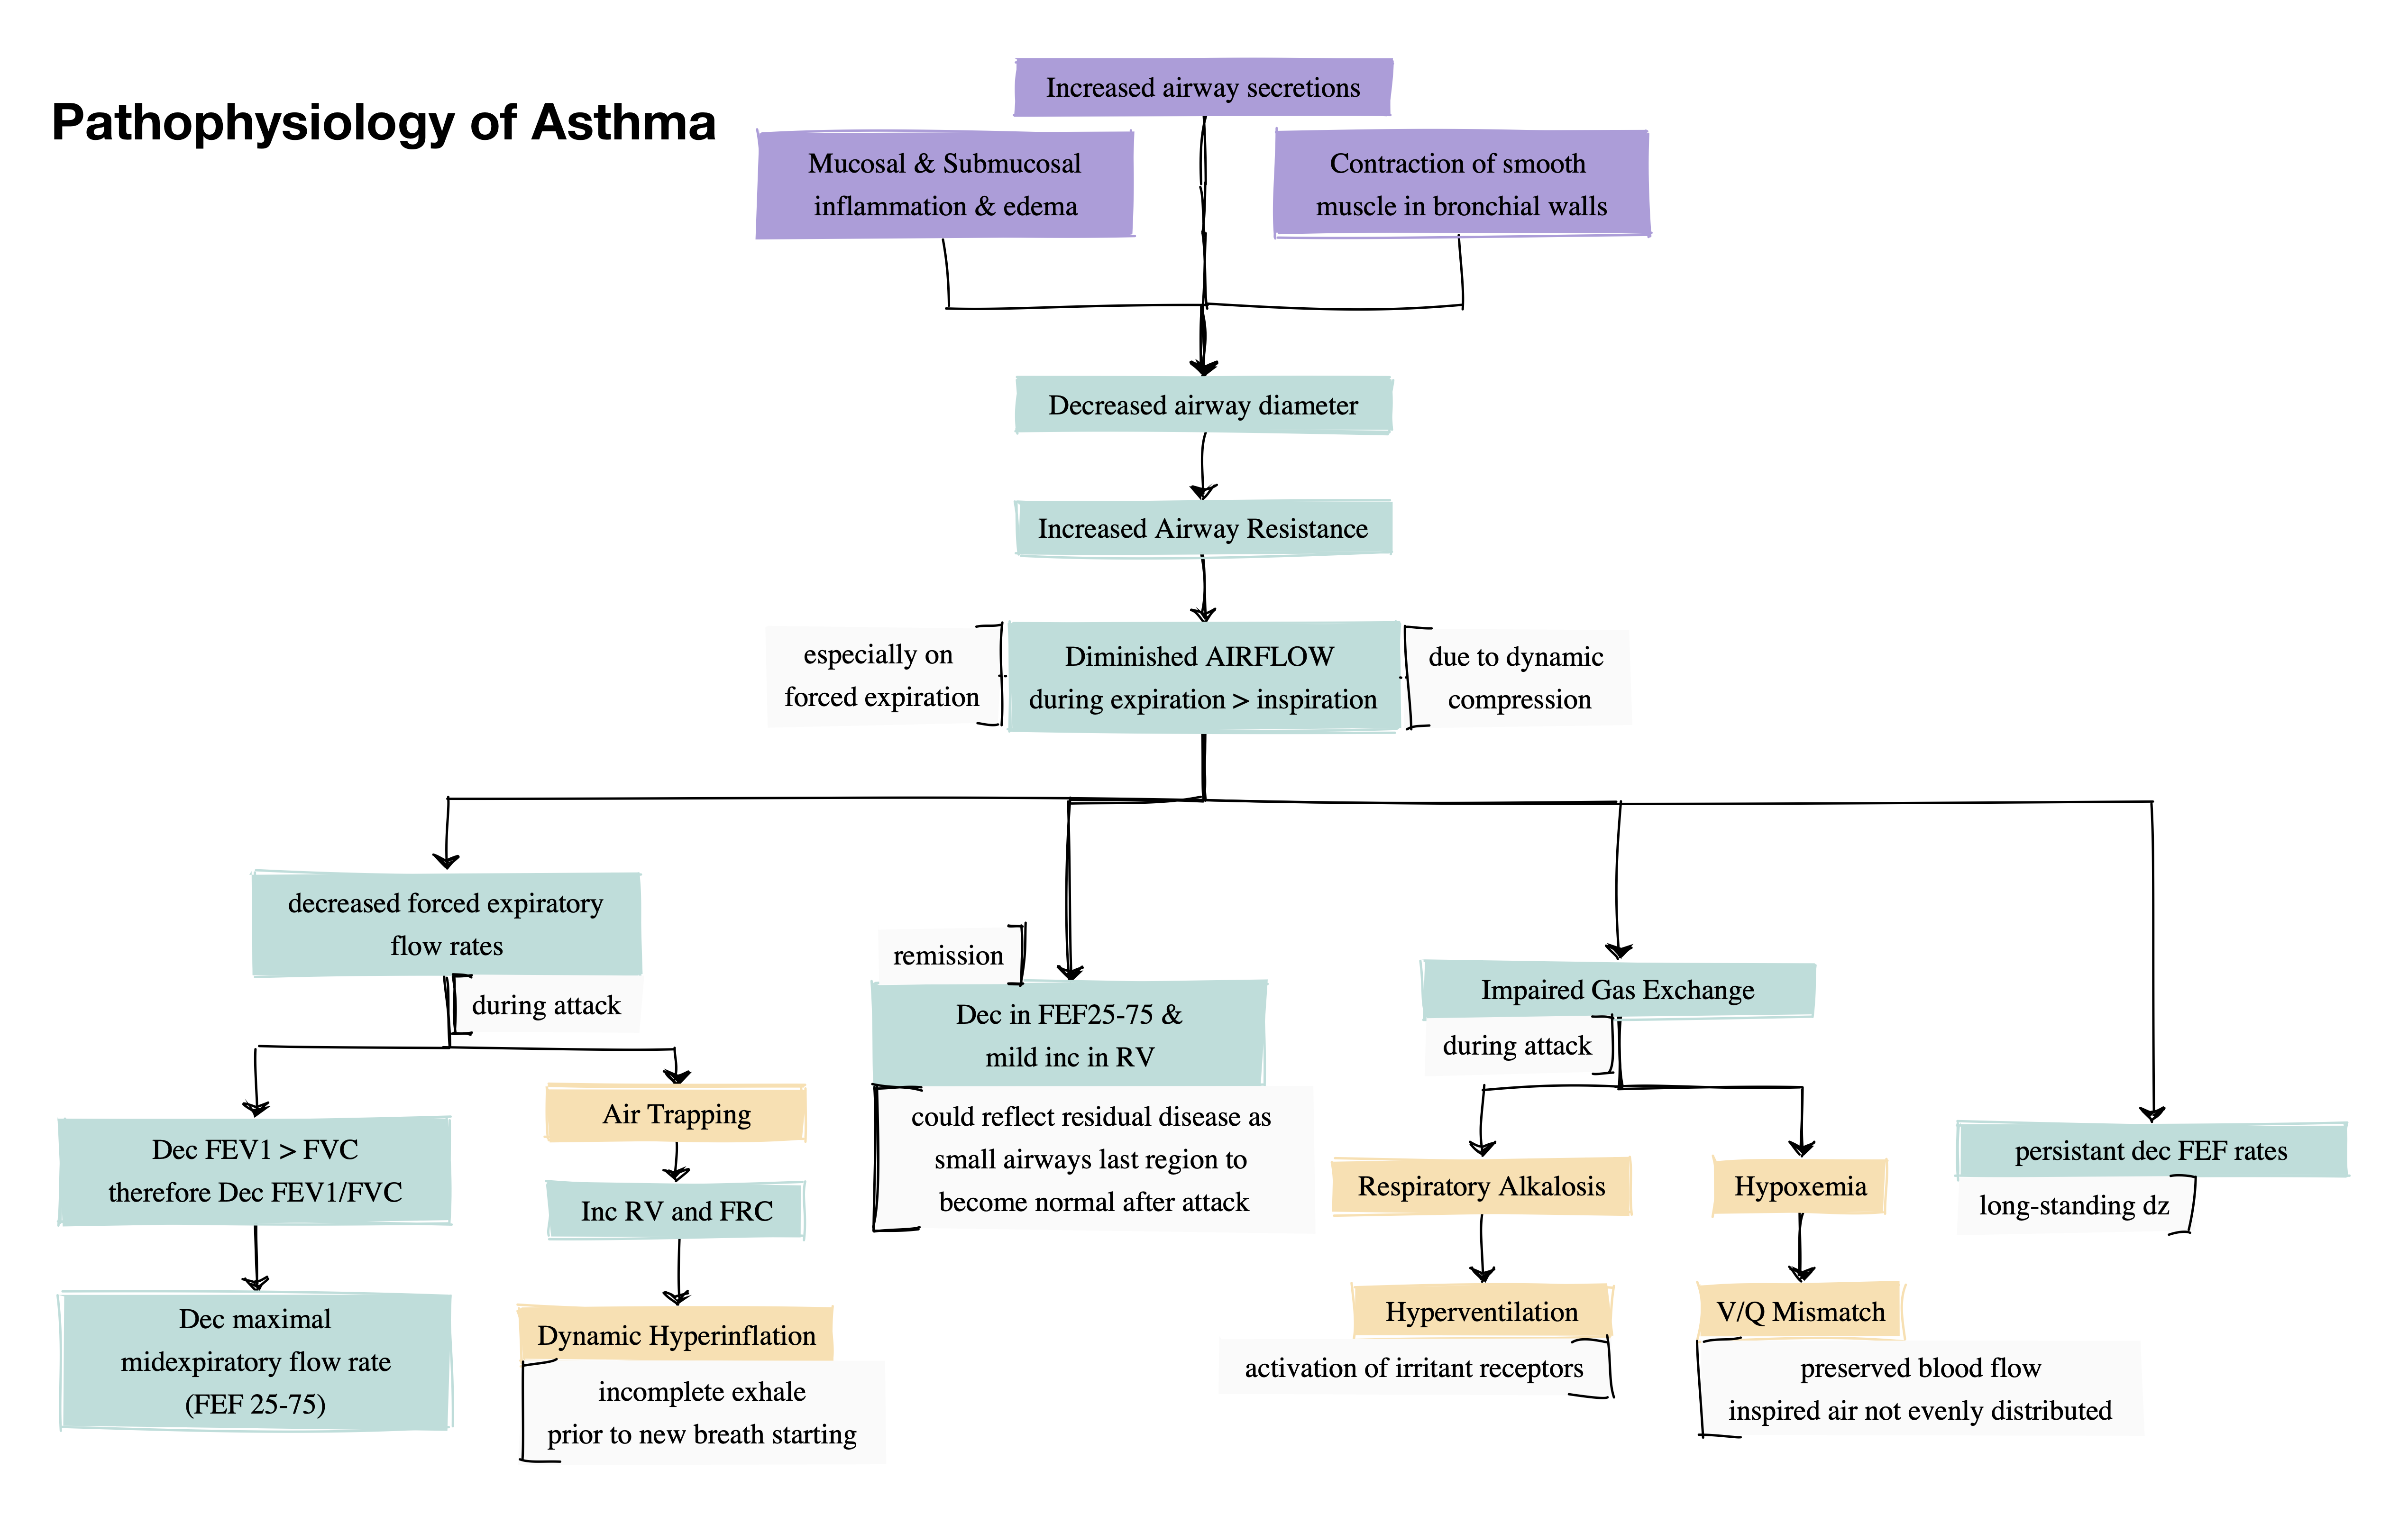 Pathophysiology of Asthma
Increased airway secretions
Mucosal & Submucosal
inflammation & edema
Contraction of smooth
muscle in bronchial walls
Decreased airway diameter
Increased Airway Resistance
especially on
forced expiration
Diminished AIRFLOW
during expiration > inspiration
due to dynamic
compression
decreased forced expiratory
flow rates
during attack
Dec FEV1 > FVC
therefore Dec FEV1/FVC
Dec maximal
midexpiratory flow rate
(FEF 25-75)
Air Trapping
Inc RV and FRC
Dynamic Hyperinflation
incomplete exhale
prior to new breath starting
remission
Dec in FEF25-75 &
mild inc in RV
could reflect residual disease as
small airways last region to
become normal after attack
Impaired Gas Exchange
during attack
Respiratory Alkalosis
Hyperventilation
activation of irritant receptors
Hypoxemia
V/Q Mismatch
preserved blood flow
inspired air not evenly distributed
persistant dec FEF rates
long-standing dz